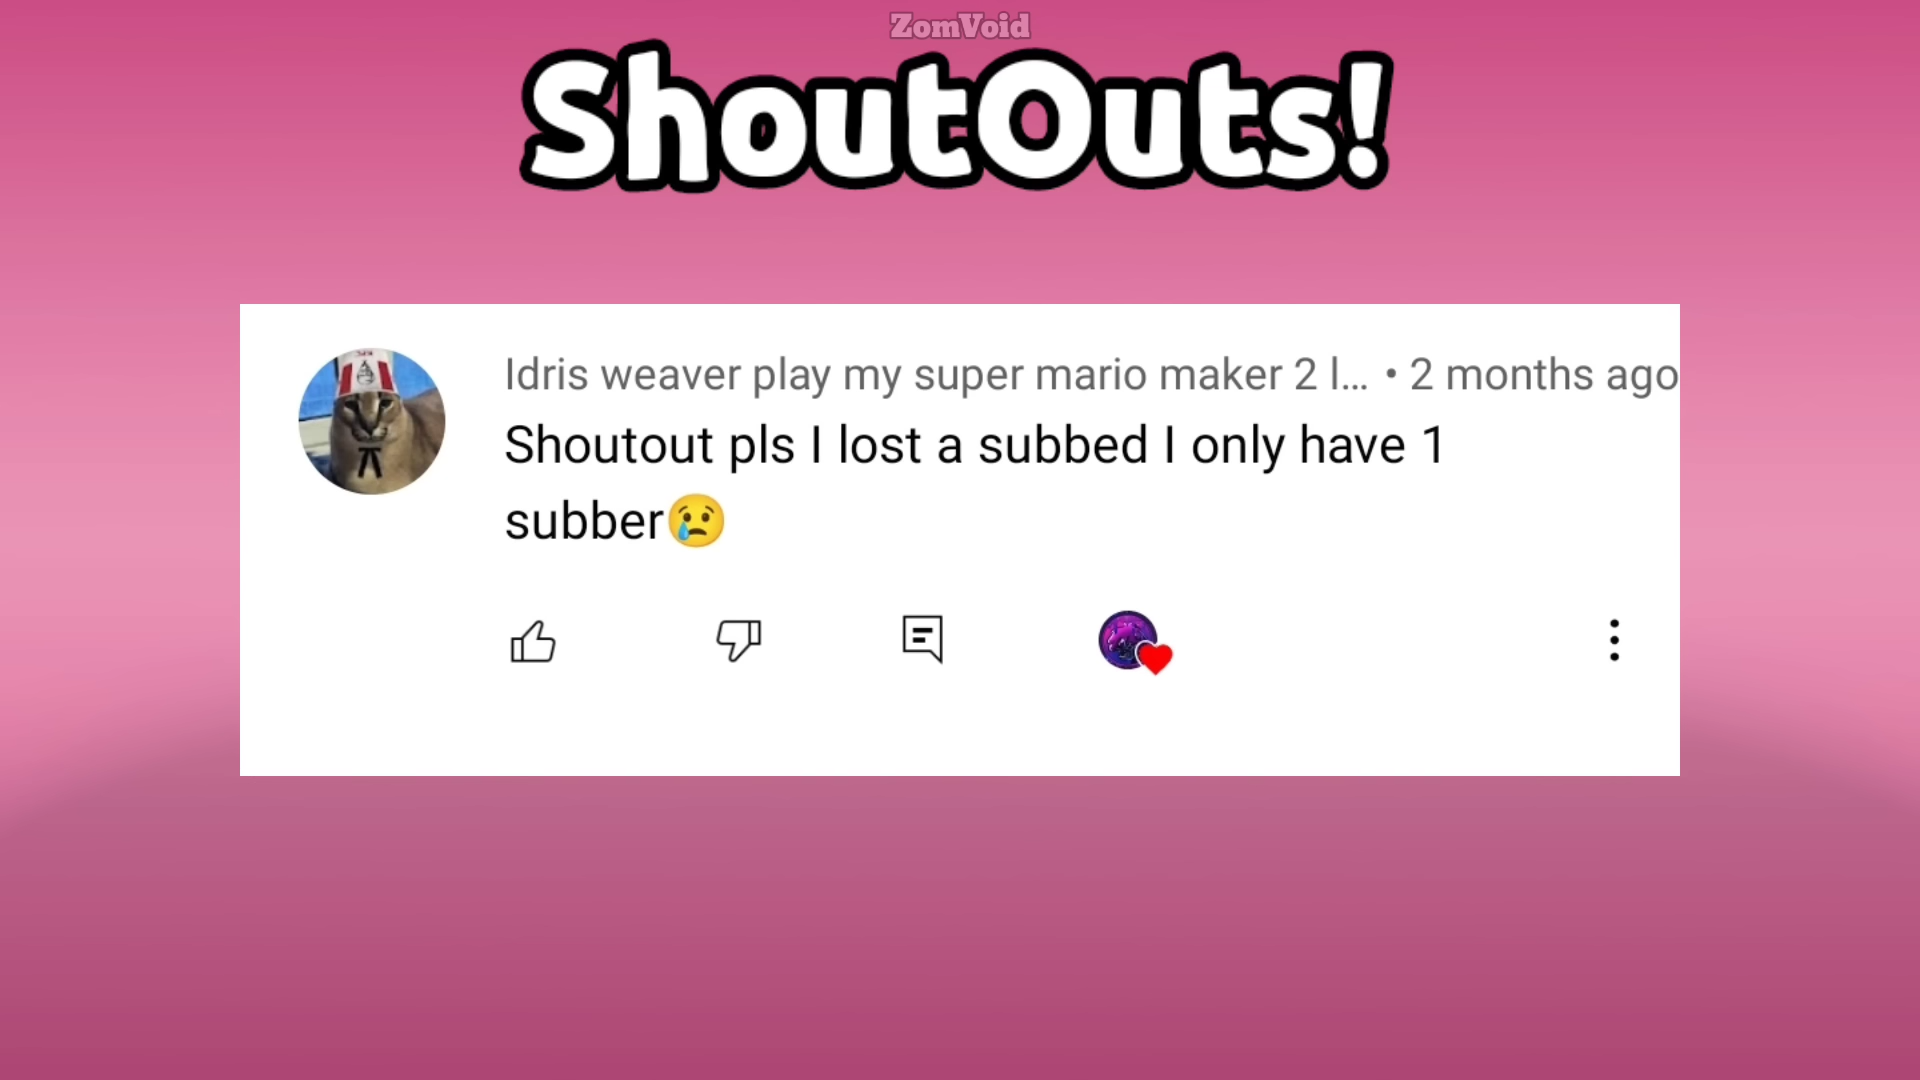 ZomVoid
ShoutOuts!
Idris weaver play my super mario maker 2 l... • 2 months ago
Shoutout pls I lost a subbed I only have 1
subber😢